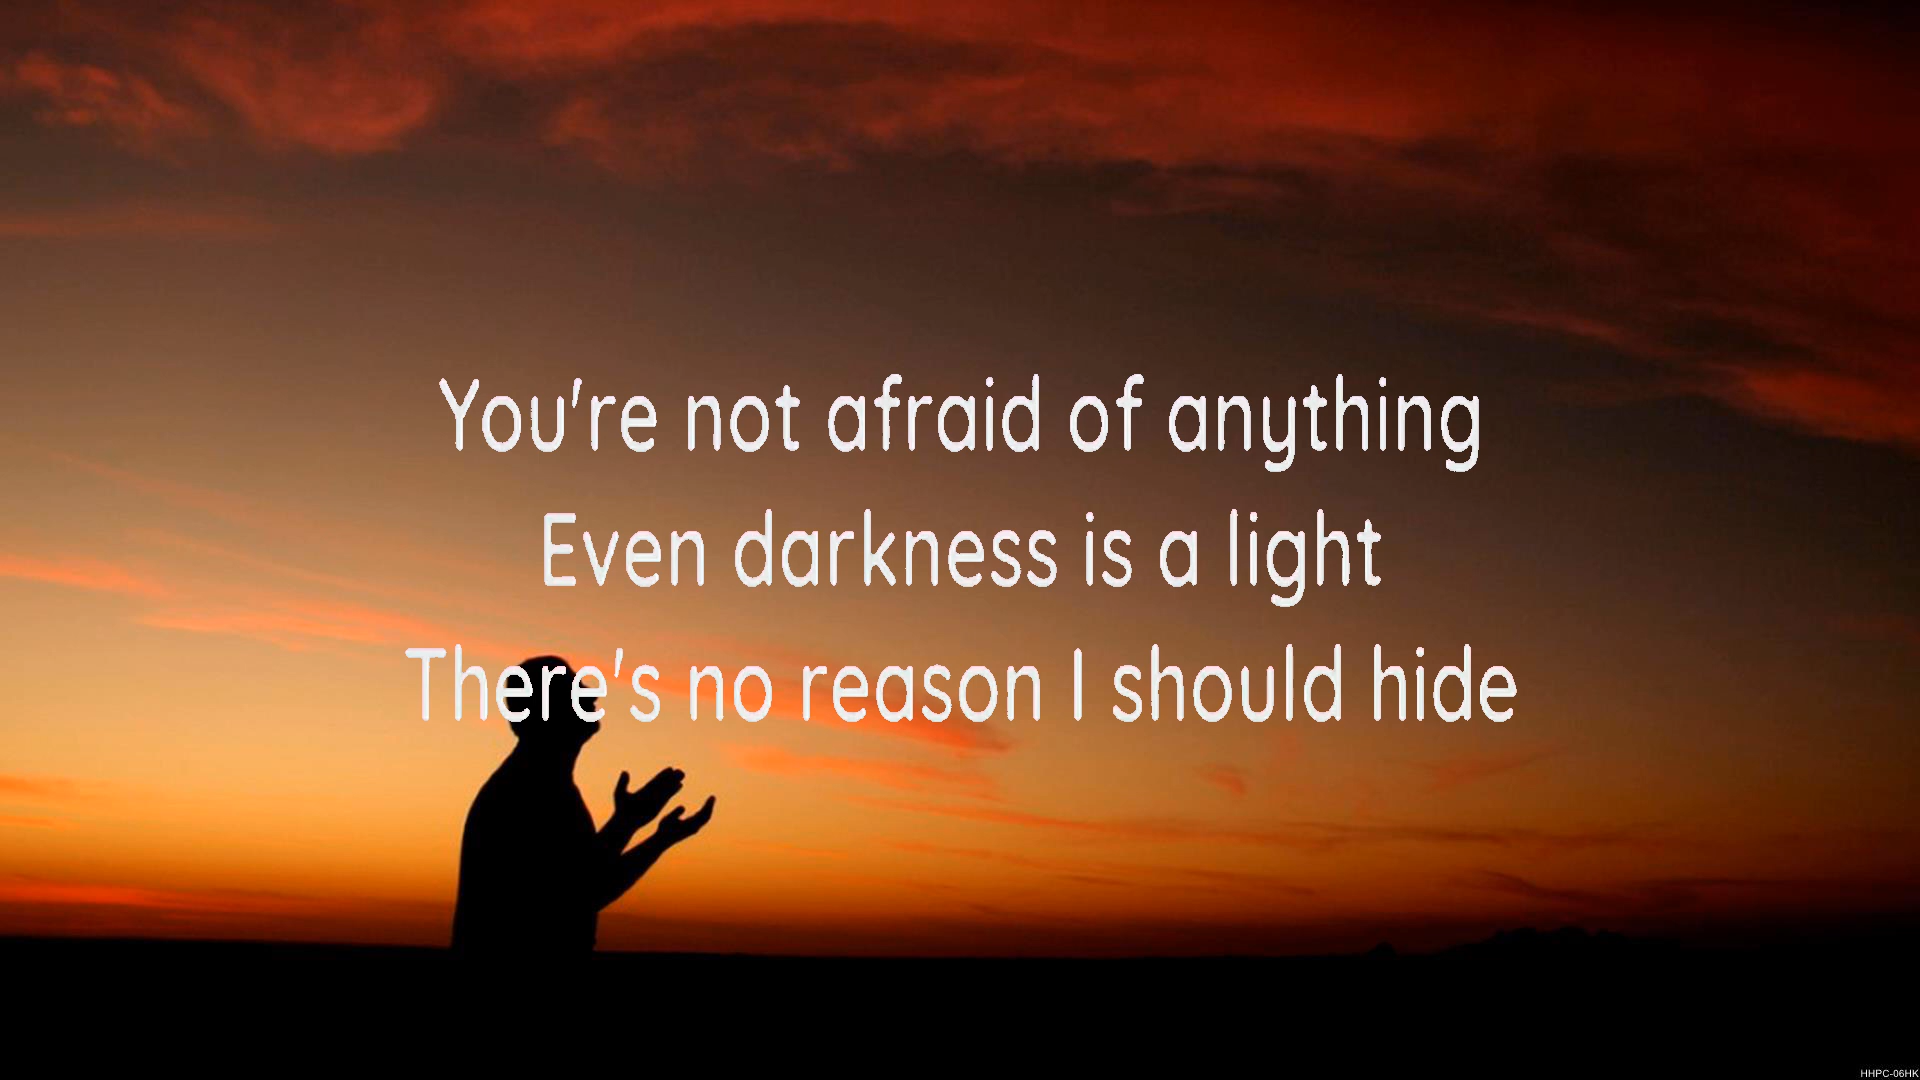 You're not afraid of anything
Even darkness is a light
There's no reason I should hide
HHPC-06HK